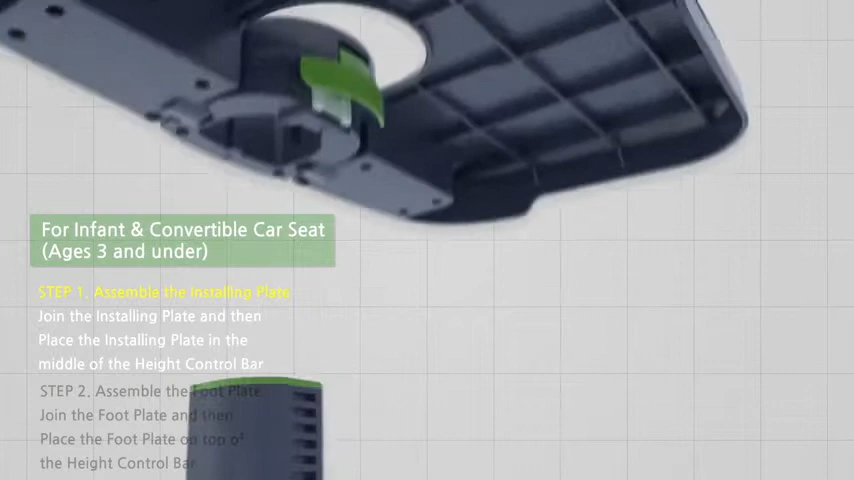 For Infant & Convertible Car Seat
(Ages 3 and under)
STEP 1. Assemble the Installing Plate
Join the Installing Plate and then
Place the Installing Plate in the
middle of the Height Control Bar
STEP 2. Assemble the Foot Plate
Join the Foot Plate and then
Place the Foot Plate on top of
the Height Control Bar